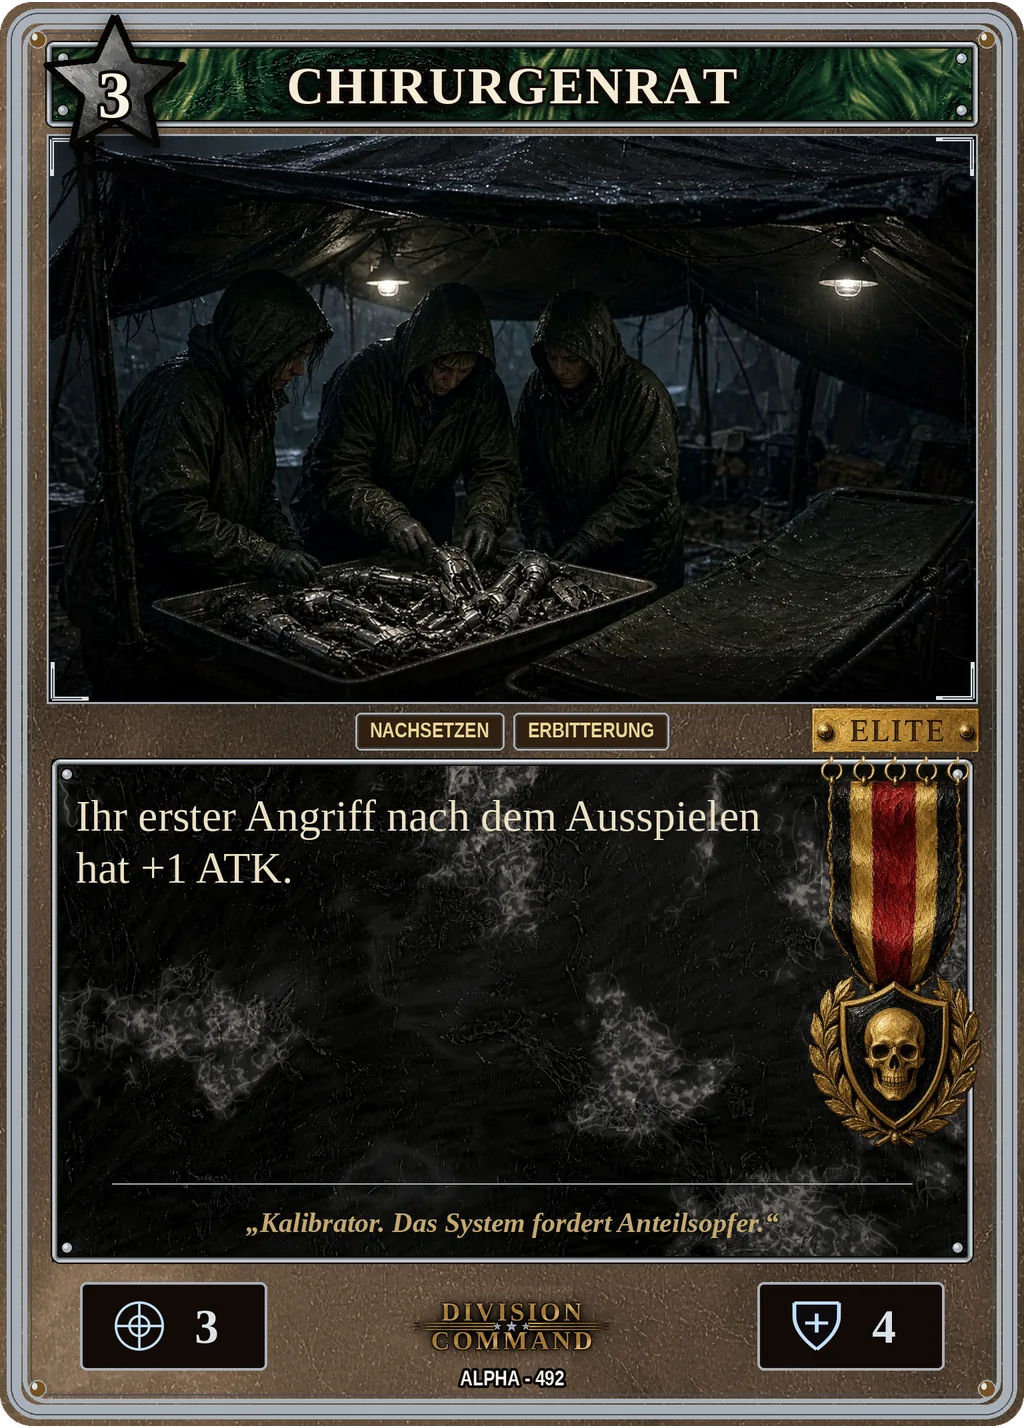 3
CHIRURGENRAT
NACHSETZEN
ERBITTERUNG
ELITE
Ihr erster Angriff nach dem Ausspielen
hat +1 ATK.
„Kalibrator. Das System fordert Anteilsopfer.“
3
DIVISION
COMMAND
4
ALPHA - 492